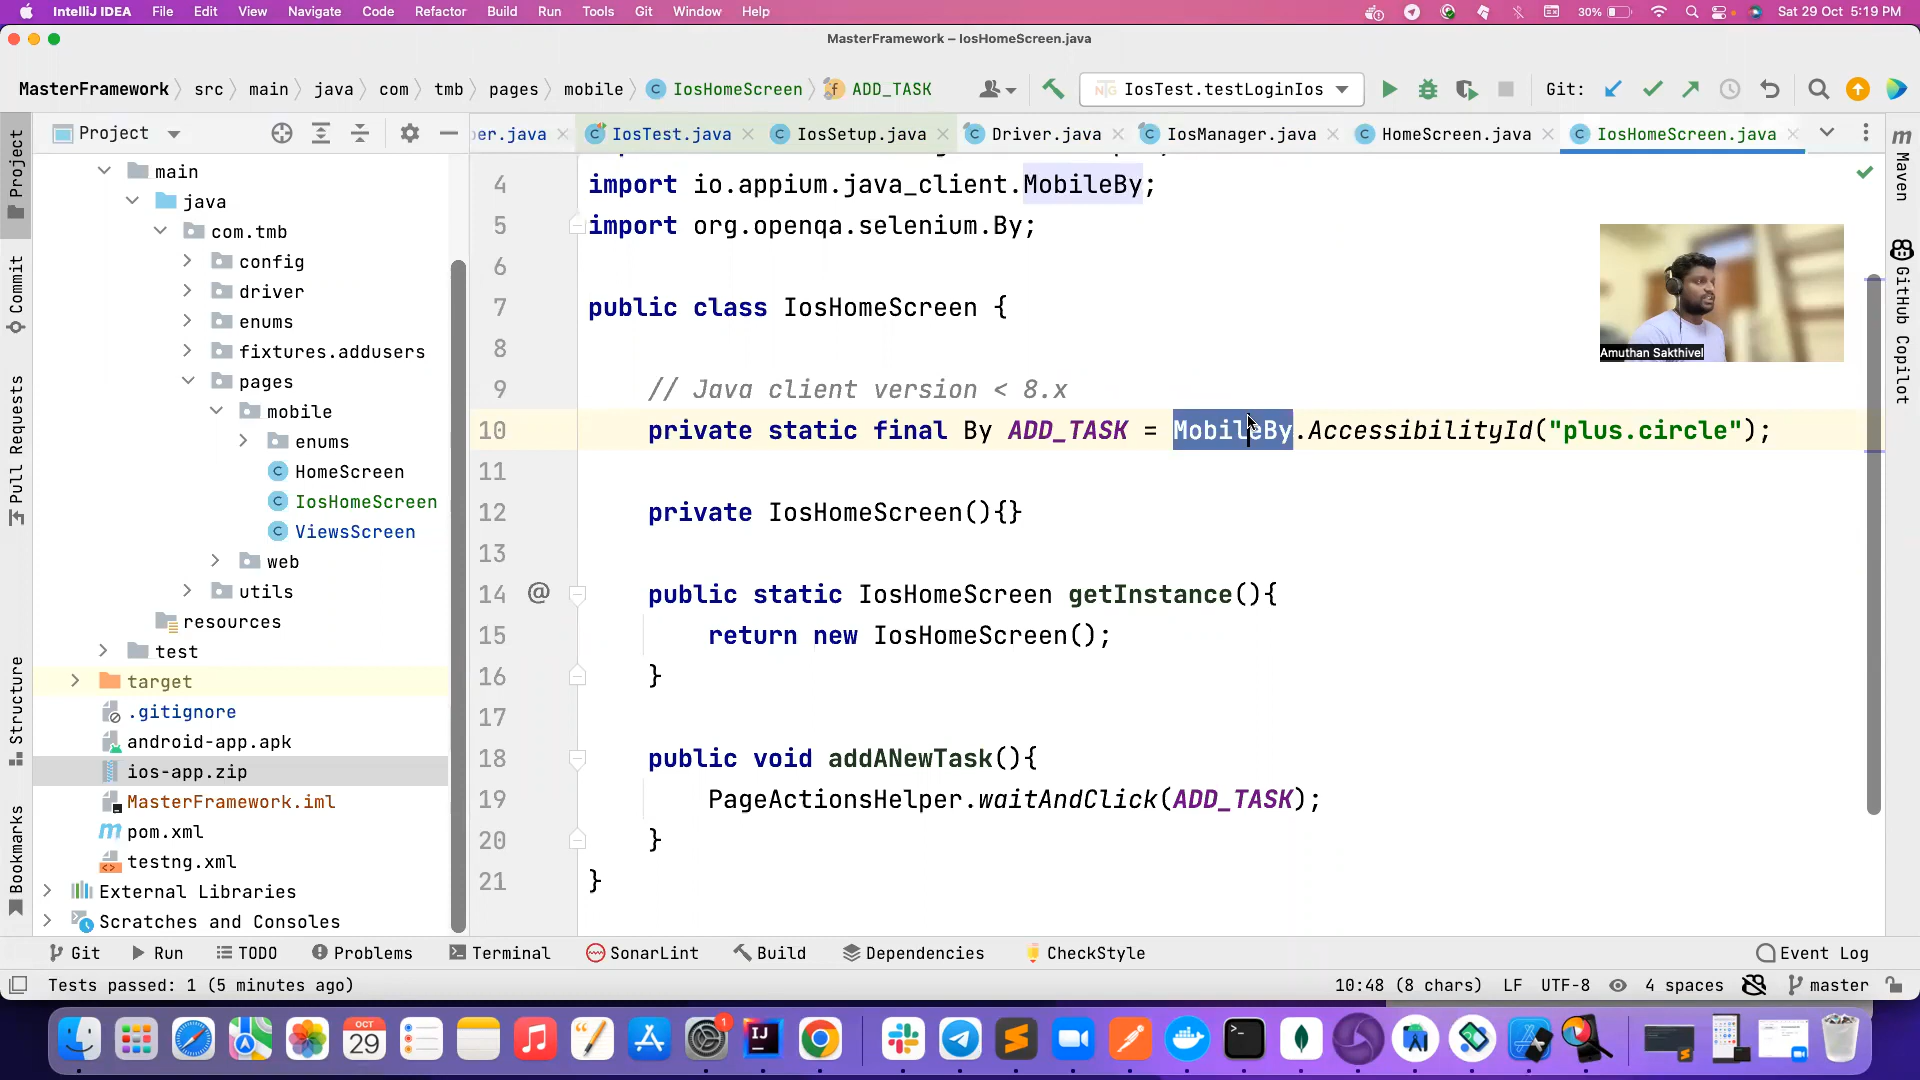 IntelliJ IDEA File Edit View Navigate Code Refactor Build Run Tools Git Window Help 30% Sat 29 Oct 5:19 PM
MasterFramework – IosHomeScreen.java
MasterFramework src main java com tmb pages mobile IosHomeScreen ADD_TASK IosTest.testLoginIos Git:
Project
per.java IosTest.java IosSetup.java Driver.java IosManager.java HomeScreen.java IosHomeScreen.java
Project
Commit
Pull Requests
Structure
Bookmarks
main
java
com.tmb
config
driver
enums
fixtures.addusers
pages
mobile
enums
HomeScreen
IosHomeScreen
ViewsScreen
web
utils
resources
test
target
.gitignore
android-app.apk
ios-app.zip
MasterFramework.iml
pom.xml
testng.xml
External Libraries
Scratches and Consoles
4 import io.appium.java_client.MobileBy;
5 import org.openqa.selenium.By;
6
7 public class IosHomeScreen {
8
9 // Java client version < 8.x
10 private static final By ADD_TASK = MobileBy.AccessibilityId("plus.circle");
11
12 private IosHomeScreen(){}
13
14 @ public static IosHomeScreen getInstance(){
15 return new IosHomeScreen();
16 }
17
18 public void addANewTask(){
19 PageActionsHelper.waitAndClick(ADD_TASK);
20 }
21 }
Amuthan Sakthivel
Maven
GitHub Copilot
Git Run TODO Problems Terminal SonarLint Build Dependencies CheckStyle Event Log
Tests passed: 1 (5 minutes ago) 10:48 (8 chars) LF UTF-8 4 spaces master
OCT
29
1
IJ